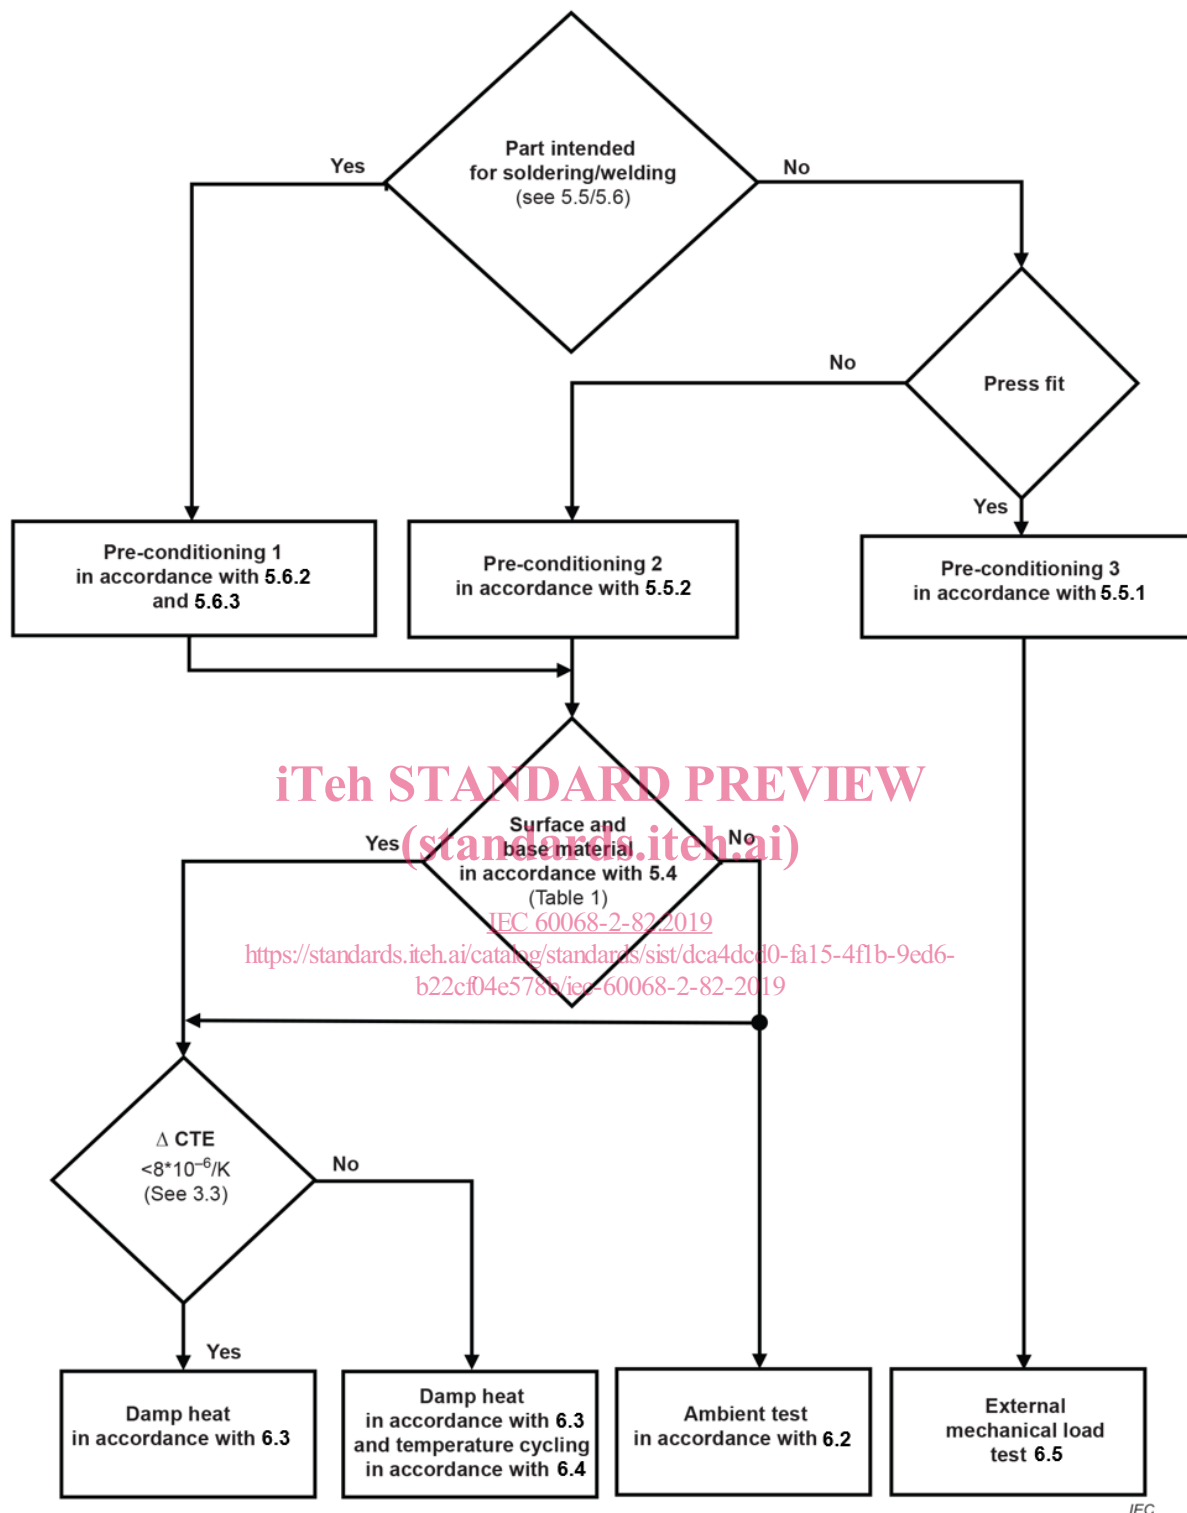 Part intended
for soldering/welding
(see 5.5/5.6)
Yes
No
No
Press fit
Yes
Pre-conditioning 1
in accordance with 5.6.2
and 5.6.3
Pre-conditioning 2
in accordance with 5.5.2
Pre-conditioning 3
in accordance with 5.5.1
iTeh STANDARD PREVIEW
(standards.iteh.ai)
Yes
No
Surface and
base material
in accordance with 5.4
(Table 1)
IEC 60068-2-82:2019
https://standards.iteh.ai/catalog/standards/sist/dca4dcd0-fa15-4f1b-9ed6-
b22cf04e578b/iec-60068-2-82-2019
Δ CTE
<8*10⁻⁶/K
(See 3.3)
No
Yes
Damp heat
in accordance with 6.3
Damp heat
in accordance with 6.3
and temperature cycling
in accordance with 6.4
Ambient test
in accordance with 6.2
External
mechanical load
test 6.5
IEC